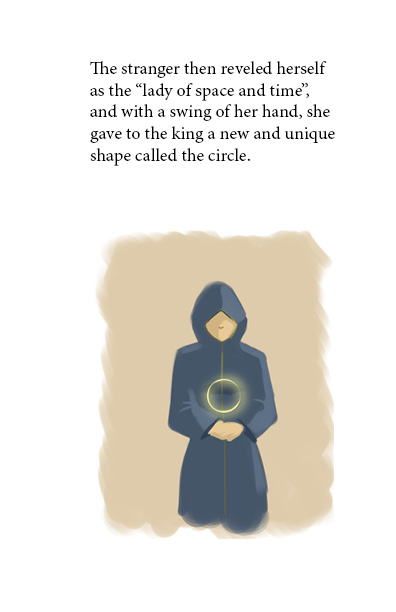 The stranger then reveled herself
as the “lady of space and time”,
and with a swing of her hand, she
gave to the king a new and unique
shape called the circle.